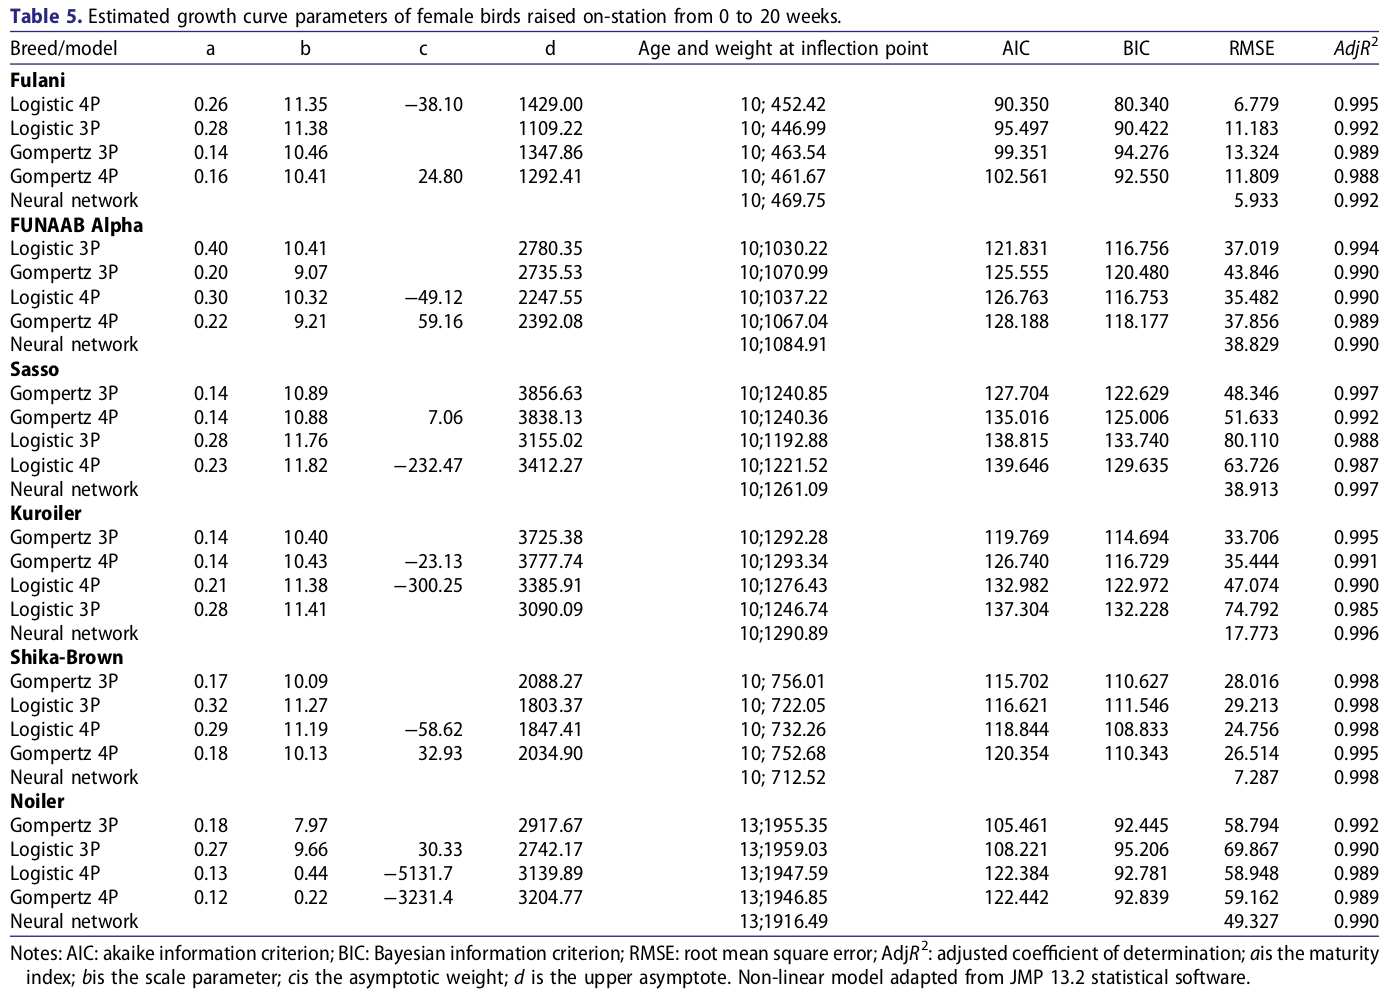 Table 5. Estimated growth curve parameters of female birds raised on-station from 0 to 20 weeks.
Breed/model a b c d Age and weight at inflection point AIC BIC RMSE AdjR²
Fulani
Logistic 4P 0.26 11.35 −38.10 1429.00 10; 452.42 90.350 80.340 6.779 0.995
Logistic 3P 0.28 11.38 1109.22 10; 446.99 95.497 90.422 11.183 0.992
Gompertz 3P 0.14 10.46 1347.86 10; 463.54 99.351 94.276 13.324 0.989
Gompertz 4P 0.16 10.41 24.80 1292.41 10; 461.67 102.561 92.550 11.809 0.988
Neural network 10; 469.75 5.933 0.992
FUNAAB Alpha
Logistic 3P 0.40 10.41 2780.35 10;1030.22 121.831 116.756 37.019 0.994
Gompertz 3P 0.20 9.07 2735.53 10;1070.99 125.555 120.480 43.846 0.990
Logistic 4P 0.30 10.32 −49.12 2247.55 10;1037.22 126.763 116.753 35.482 0.990
Gompertz 4P 0.22 9.21 59.16 2392.08 10;1067.04 128.188 118.177 37.856 0.989
Neural network 10;1084.91 38.829 0.990
Sasso
Gompertz 3P 0.14 10.89 3856.63 10;1240.85 127.704 122.629 48.346 0.997
Gompertz 4P 0.14 10.88 7.06 3838.13 10;1240.36 135.016 125.006 51.633 0.992
Logistic 3P 0.28 11.76 3155.02 10;1192.88 138.815 133.740 80.110 0.988
Logistic 4P 0.23 11.82 −232.47 3412.27 10;1221.52 139.646 129.635 63.726 0.987
Neural network 10;1261.09 38.913 0.997
Kuroiler
Gompertz 3P 0.14 10.40 3725.38 10;1292.28 119.769 114.694 33.706 0.995
Gompertz 4P 0.14 10.43 −23.13 3777.74 10;1293.34 126.740 116.729 35.444 0.991
Logistic 4P 0.21 11.38 −300.25 3385.91 10;1276.43 132.982 122.972 47.074 0.990
Logistic 3P 0.28 11.41 3090.09 10;1246.74 137.304 132.228 74.792 0.985
Neural network 10;1290.89 17.773 0.996
Shika-Brown
Gompertz 3P 0.17 10.09 2088.27 10; 756.01 115.702 110.627 28.016 0.998
Logistic 3P 0.32 11.27 1803.37 10; 722.05 116.621 111.546 29.213 0.998
Logistic 4P 0.29 11.19 −58.62 1847.41 10; 732.26 118.844 108.833 24.756 0.998
Gompertz 4P 0.18 10.13 32.93 2034.90 10; 752.68 120.354 110.343 26.514 0.995
Neural network 10; 712.52 7.287 0.998
Noiler
Gompertz 3P 0.18 7.97 2917.67 13;1955.35 105.461 92.445 58.794 0.992
Logistic 3P 0.27 9.66 30.33 2742.17 13;1959.03 108.221 95.206 69.867 0.990
Logistic 4P 0.13 0.44 −5131.7 3139.89 13;1947.59 122.384 92.781 58.948 0.989
Gompertz 4P 0.12 0.22 −3231.4 3204.77 13;1946.85 122.442 92.839 59.162 0.989
Neural network 13;1916.49 49.327 0.990
Notes: AIC: akaike information criterion; BIC: Bayesian information criterion; RMSE: root mean square error; AdjR²: adjusted coefficient of determination; ais the maturity
index; bis the scale parameter; cis the asymptotic weight; d is the upper asymptote. Non-linear model adapted from JMP 13.2 statistical software.